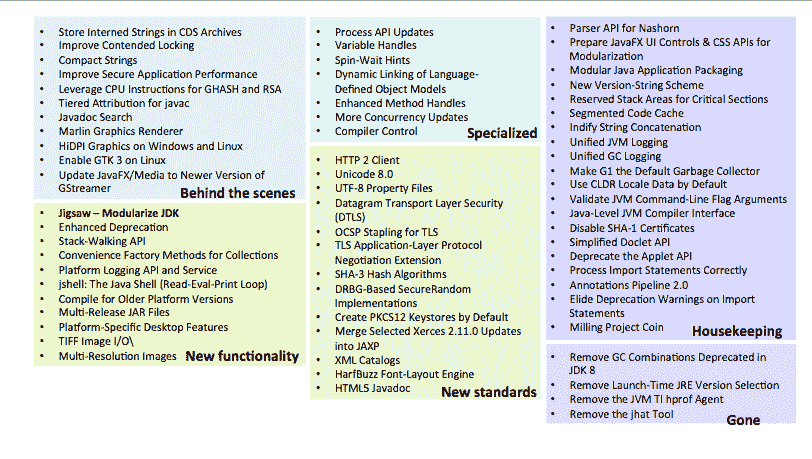 • Store Interned Strings in CDS Archives
• Improve Contended Locking
• Compact Strings
• Improve Secure Application Performance
• Leverage CPU Instructions for GHASH and RSA
• Tiered Attribution for javac
• Javadoc Search
• Marlin Graphics Renderer
• HiDPI Graphics on Windows and Linux
• Enable GTK 3 on Linux
• Update JavaFX/Media to Newer Version of
GStreamer
Behind the scenes
• Jigsaw – Modularize JDK
• Enhanced Deprecation
• Stack-Walking API
• Convenience Factory Methods for Collections
• Platform Logging API and Service
• jshell: The Java Shell (Read-Eval-Print Loop)
• Compile for Older Platform Versions
• Multi-Release JAR Files
• Platform-Specific Desktop Features
• TIFF Image I/O\
• Multi-Resolution Images
New functionality
• Process API Updates
• Variable Handles
• Spin-Wait Hints
• Dynamic Linking of Language-
Defined Object Models
• Enhanced Method Handles
• More Concurrency Updates
• Compiler Control
Specialized
• HTTP 2 Client
• Unicode 8.0
• UTF-8 Property Files
• Datagram Transport Layer Security
(DTLS)
• OCSP Stapling for TLS
• TLS Application-Layer Protocol
Negotiation Extension
• SHA-3 Hash Algorithms
• DRBG-Based SecureRandom
Implementations
• Create PKCS12 Keystores by Default
• Merge Selected Xerces 2.11.0 Updates
into JAXP
• XML Catalogs
• HarfBuzz Font-Layout Engine
• HTML5 Javadoc
New standards
• Parser API for Nashorn
• Prepare JavaFX UI Controls & CSS APIs for
Modularization
• Modular Java Application Packaging
• New Version-String Scheme
• Reserved Stack Areas for Critical Sections
• Segmented Code Cache
• Indify String Concatenation
• Unified JVM Logging
• Unified GC Logging
• Make G1 the Default Garbage Collector
• Use CLDR Locale Data by Default
• Validate JVM Command-Line Flag Arguments
• Java-Level JVM Compiler Interface
• Disable SHA-1 Certificates
• Simplified Doclet API
• Deprecate the Applet API
• Process Import Statements Correctly
• Annotations Pipeline 2.0
• Elide Deprecation Warnings on Import
Statements
• Milling Project Coin
Housekeeping
• Remove GC Combinations Deprecated in
JDK 8
• Remove Launch-Time JRE Version Selection
• Remove the JVM TI hprof Agent
• Remove the jhat Tool
Gone